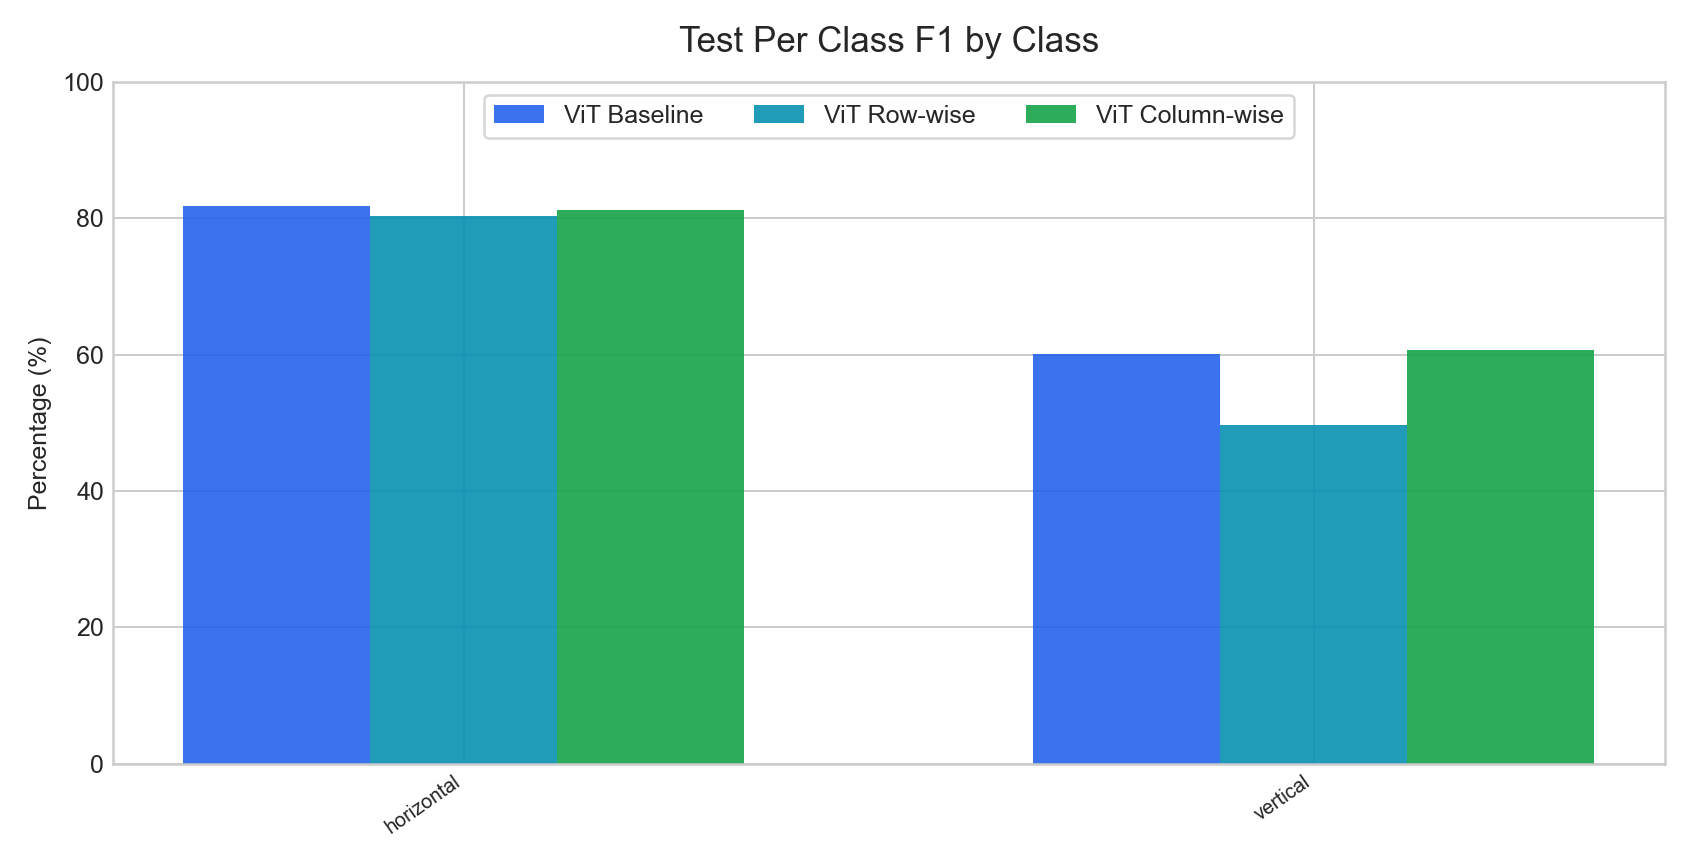 Test Per Class F1 by Class
ViT Baseline ViT Row-wise ViT Column-wise
Percentage (%)
100
80
60
40
20
0
horizontal vertical